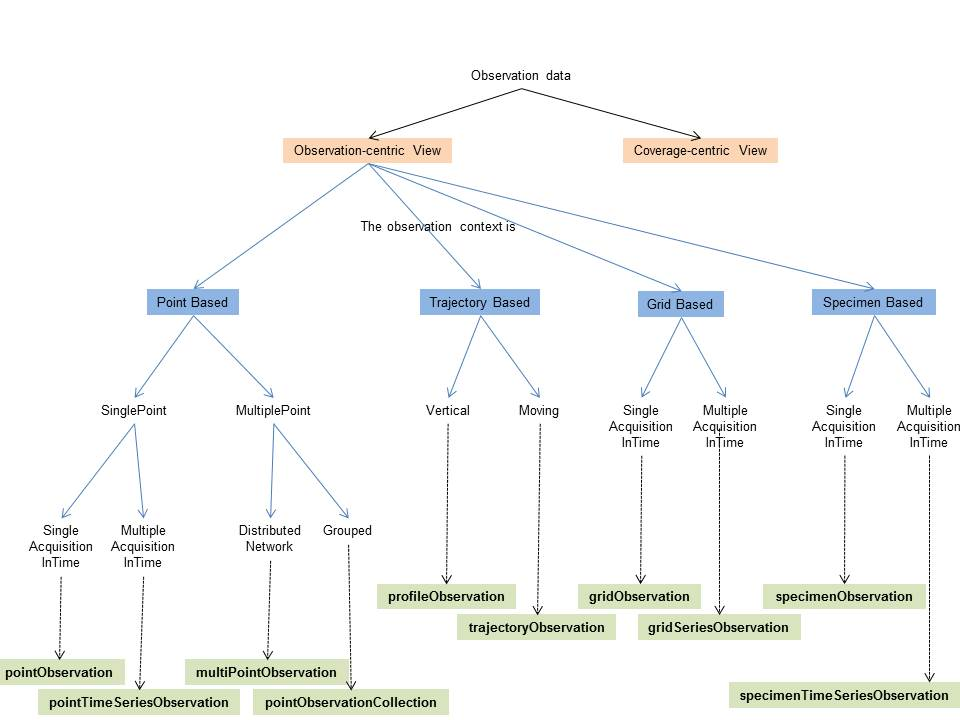 Observation data
Observation-centric View
Coverage-centric View
The observation context is
Point Based
Trajectory Based
Grid Based
Specimen Based
SinglePoint
MultiplePoint
Vertical
Moving
Single
Acquisition
InTime
Multiple
Acquisition
InTime
Single
Acquisition
InTime
Multiple
Acquisition
InTime
Single
Acquisition
InTime
Multiple
Acquisition
InTime
Distributed
Network
Grouped
profileObservation
gridObservation
specimenObservation
trajectoryObservation
gridSeriesObservation
pointObservation
multiPointObservation
pointTimeSeriesObservation
pointObservationCollection
specimenTimeSeriesObservation